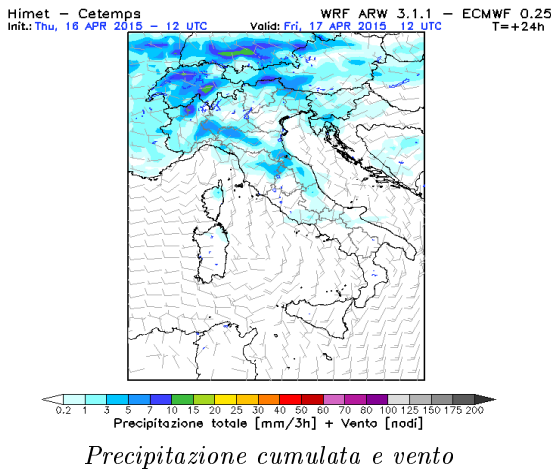 Himet – Cetemps WRF ARW 3.1.1 – ECMWF 0.25
Init.: Thu, 16 APR 2015 – 12 UTC Valid: Fri, 17 APR 2015 12 UTC T=+24h
0.2 1 3 5 7 10 15 20 25 30 40 50 60 70 80 100 125 150 175 200
Precipitazione totale [mm/3h] + Vento [nodi]
Precipitazione cumulata e vento